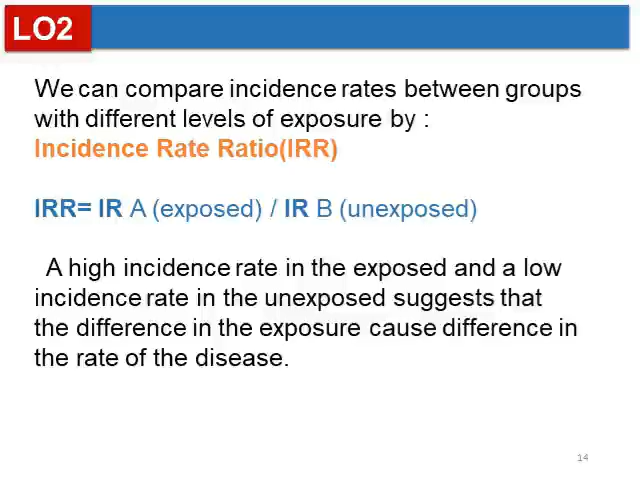 LO2
We can compare incidence rates between groups
with different levels of exposure by :
Incidence Rate Ratio(IRR)
IRR= IR A (exposed) / IR B (unexposed)
A high incidence rate in the exposed and a low
incidence rate in the unexposed suggests that
the difference in the exposure cause difference in
the rate of the disease.
14